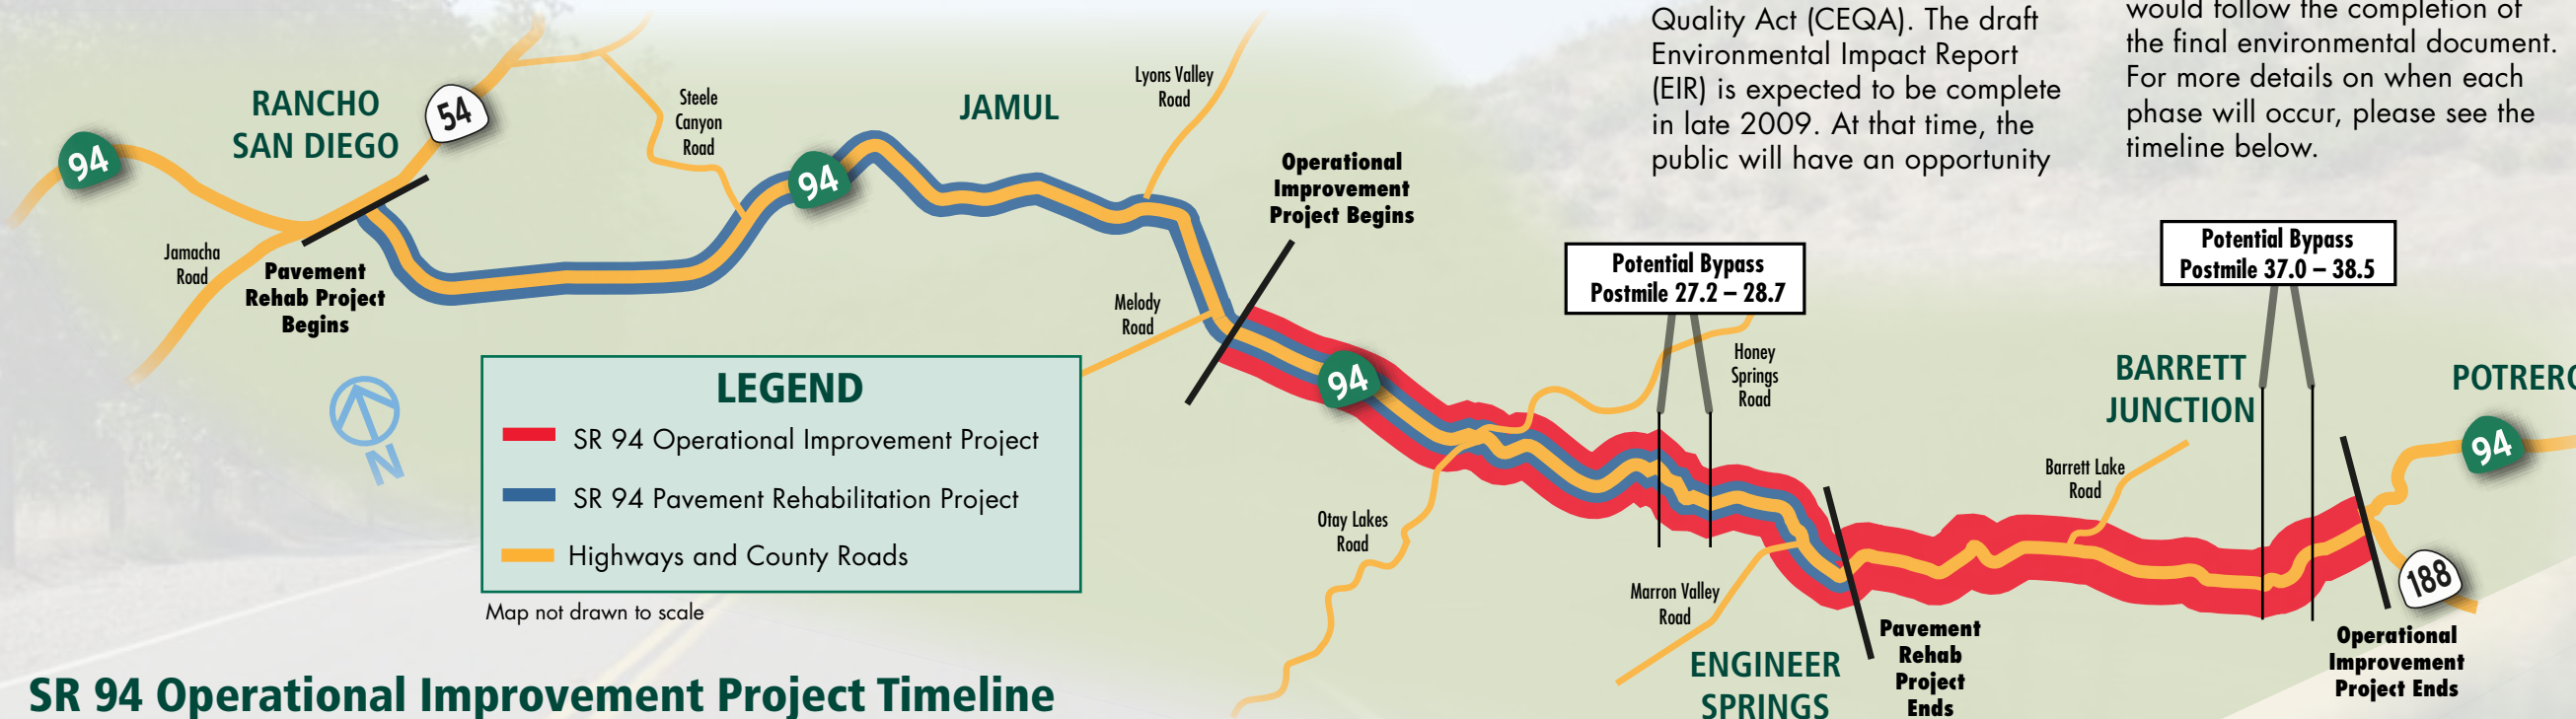 Quality Act (CEQA). The draft
Environmental Impact Report
(EIR) is expected to be complete
in late 2009. At that time, the
public will have an opportunity
would follow the completion of
the final environmental document.
For more details on when each
phase will occur, please see the
timeline below.
RANCHO
SAN DIEGO
94
54
Jamacha
Road
Pavement
Rehab Project
Begins
Steele
Canyon
Road
94
JAMUL
Lyons Valley
Road
Operational
Improvement
Project Begins
Melody
Road
94
Potential Bypass
Postmile 27.2 – 28.7
Honey
Springs
Road
Otay Lakes
Road
Marron Valley
Road
ENGINEER
SPRINGS
Pavement
Rehab
Project
Ends
Potential Bypass
Postmile 37.0 – 38.5
BARRETT
JUNCTION
Barrett Lake
Road
POTRERO
94
188
Operational
Improvement
Project Ends
N
LEGEND
SR 94 Operational Improvement Project
SR 94 Pavement Rehabilitation Project
Highways and County Roads
Map not drawn to scale
SR 94 Operational Improvement Project Timeline